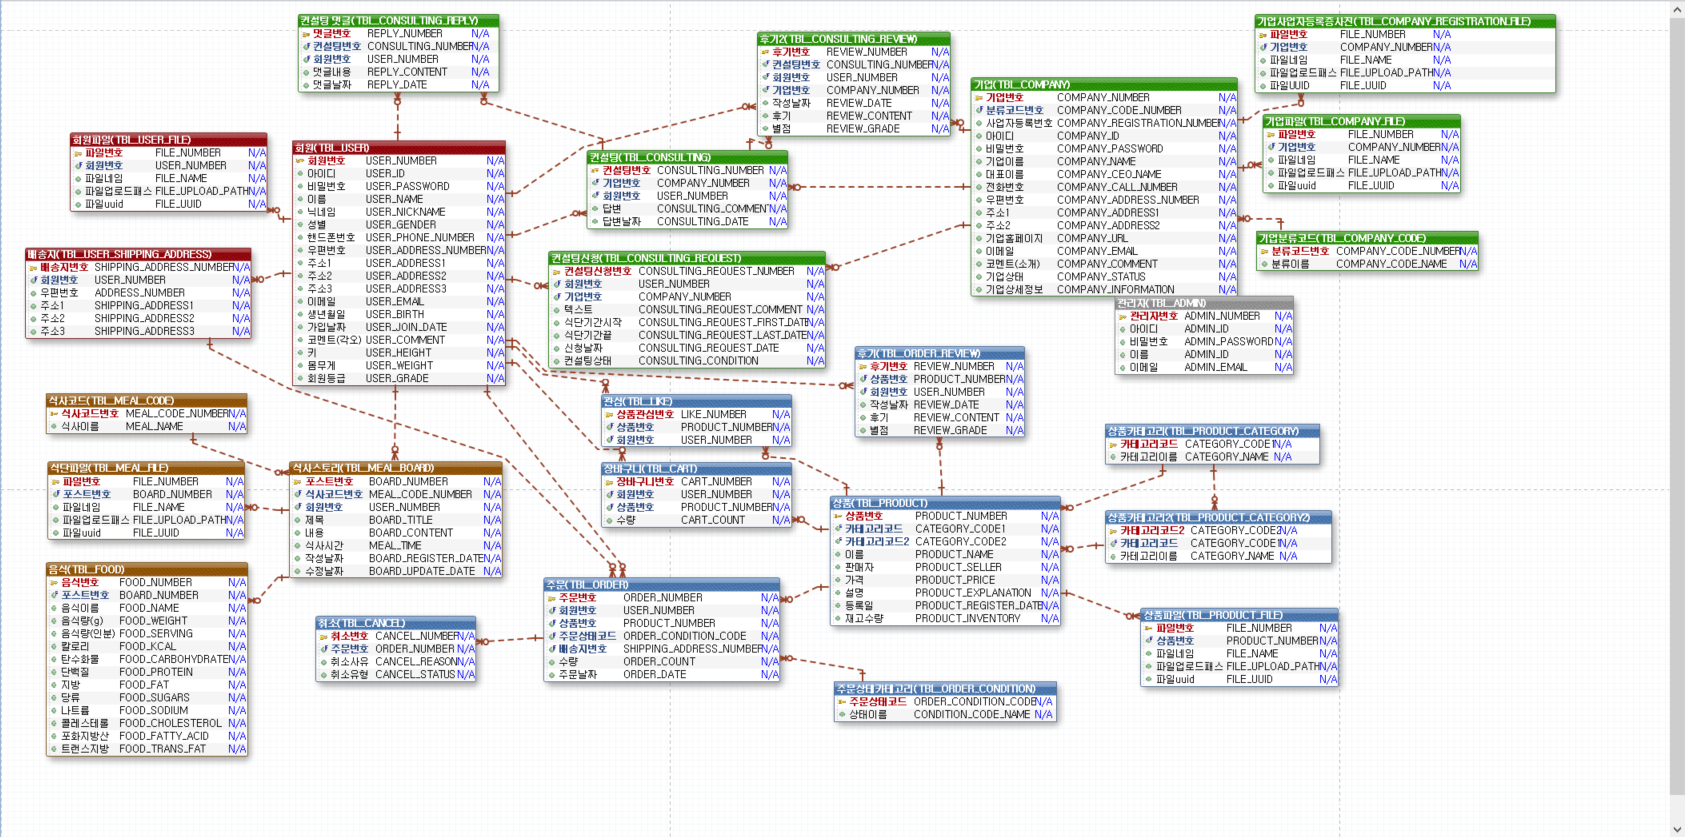 컨설팅 댓글(TBL_CONSULTING_REPLY)
댓글번호 REPLY_NUMBER N/A
컨설팅번호 CONSULTING_NUMBER N/A
회원번호 USER_NUMBER N/A
댓글내용 REPLY_CONTENT N/A
댓글날짜 REPLY_DATE N/A
후기2(TBL_CONSULTING_REVIEW)
후기번호 REVIEW_NUMBER N/A
컨설팅번호 CONSULTING_NUMBER N/A
회원번호 USER_NUMBER N/A
기업번호 COMPANY_NUMBER N/A
작성날짜 REVIEW_DATE N/A
후기 REVIEW_CONTENT N/A
별점 REVIEW_GRADE N/A
기업사업자등록증사진(TBL_COMPANY_REGISTRATION_FILE)
파일번호 FILE_NUMBER N/A
기업번호 COMPANY_NUMBER N/A
파일네임 FILE_NAME N/A
파일업로드패스 FILE_UPLOAD_PATH N/A
파일UUID FILE_UUID N/A
기업(TBL_COMPANY)
기업번호 COMPANY_NUMBER N/A
분류코드번호 COMPANY_CODE_NUMBER N/A
사업자등록번호 COMPANY_REGISTRATION_NUMBER N/A
아이디 COMPANY_ID N/A
비밀번호 COMPANY_PASSWORD N/A
기업이름 COMPANY_NAME N/A
대표이름 COMPANY_CEO_NAME N/A
전화번호 COMPANY_CALL_NUMBER N/A
우편번호 COMPANY_ADDRESS_NUMBER N/A
주소1 COMPANY_ADDRESS1 N/A
주소2 COMPANY_ADDRESS2 N/A
기업홈페이지 COMPANY_URL N/A
이메일 COMPANY_EMAIL N/A
코멘트(소개) COMPANY_COMMENT N/A
기업상태 COMPANY_STATUS N/A
기업상세정보 COMPANY_INFORMATION N/A
기업파일(TBL_COMPANY_FILE)
파일번호 FILE_NUMBER N/A
기업번호 COMPANY_NUMBER N/A
파일네임 FILE_NAME N/A
파일업로드패스 FILE_UPLOAD_PATH N/A
파일uuid FILE_UUID N/A
회원파일(TBL_USER_FILE)
파일번호 FILE_NUMBER N/A
회원번호 USER_NUMBER N/A
파일네임 FILE_NAME N/A
파일업로드패스 FILE_UPLOAD_PATH N/A
파일uuid FILE_UUID N/A
회원(TBL_USER)
회원번호 USER_NUMBER N/A
아이디 USER_ID N/A
비밀번호 USER_PASSWORD N/A
이름 USER_NAME N/A
닉네임 USER_NICKNAME N/A
성별 USER_GENDER N/A
핸드폰번호 USER_PHONE_NUMBER N/A
우편번호 USER_ADDRESS_NUMBER N/A
주소1 USER_ADDRESS1 N/A
주소2 USER_ADDRESS2 N/A
주소3 USER_ADDRESS3 N/A
이메일 USER_EMAIL N/A
생년월일 USER_BIRTH N/A
가입날짜 USER_JOIN_DATE N/A
코멘트(각오) USER_COMMENT N/A
키 USER_HEIGHT N/A
몸무게 USER_WEIGHT N/A
회원등급 USER_GRADE N/A
컨설팅(TBL_CONSULTING)
컨설팅번호 CONSULTING_NUMBER N/A
기업번호 COMPANY_NUMBER N/A
회원번호 USER_NUMBER N/A
답변 CONSULTING_COMMENT N/A
답변날짜 CONSULTING_DATE N/A
기업분류코드(TBL_COMPANY_CODE)
분류코드번호 COMPANY_CODE_NUMBER N/A
분류이름 COMPANY_CODE_NAME N/A
배송지(TBL_USER_SHIPPING_ADDRESS)
배송지번호 SHIPPING_ADDRESS_NUMBER N/A
회원번호 USER_NUMBER N/A
우편번호 ADDRESS_NUMBER N/A
주소1 SHIPPING_ADDRESS1 N/A
주소2 SHIPPING_ADDRESS2 N/A
주소3 SHIPPING_ADDRESS3 N/A
컨설팅신청(TBL_CONSULTING_REQUEST)
컨설팅신청번호 CONSULTING_REQUEST_NUMBER N/A
회원번호 USER_NUMBER N/A
기업번호 COMPANY_NUMBER N/A
텍스트 CONSULTING_REQUEST_COMMENT N/A
식단기간시작 CONSULTING_REQUEST_FIRST_DATE N/A
식단기간끝 CONSULTING_REQUEST_LAST_DATE N/A
신청날짜 CONSULTING_REQUEST_DATE N/A
컨설팅상태 CONSULTING_CONDITION N/A
관리자(TBL_ADMIN)
관리자번호 ADMIN_NUMBER N/A
아이디 ADMIN_ID N/A
비밀번호 ADMIN_PASSWORD N/A
이름 ADMIN_ID N/A
이메일 ADMIN_EMAIL N/A
후기(TBL_ORDER_REVIEW)
후기번호 REVIEW_NUMBER N/A
상품번호 PRODUCT_NUMBER N/A
회원번호 USER_NUMBER N/A
작성날짜 REVIEW_DATE N/A
후기 REVIEW_CONTENT N/A
별점 REVIEW_GRADE N/A
식사코드(TBL_MEAL_CODE)
식사코드번호 MEAL_CODE_NUMBER N/A
식사이름 MEAL_NAME N/A
관심(TBL_LIKE)
상품관심번호 LIKE_NUMBER N/A
상품번호 PRODUCT_NUMBER N/A
회원번호 USER_NUMBER N/A
상품카테고리(TBL_PRODUCT_CATEGORY)
카테고리코드 CATEGORY_CODE1 N/A
카테고리이름 CATEGORY_NAME N/A
식단파일(TBL_MEAL_FILE)
파일번호 FILE_NUMBER N/A
포스트번호 BOARD_NUMBER N/A
파일네임 FILE_NAME N/A
파일업로드패스 FILE_UPLOAD_PATH N/A
파일uuid FILE_UUID N/A
식사스토리(TBL_MEAL_BOARD)
포스트번호 BOARD_NUMBER N/A
식사코드번호 MEAL_CODE_NUMBER N/A
회원번호 USER_NUMBER N/A
제목 BOARD_TITLE N/A
내용 BOARD_CONTENT N/A
식사시간 MEAL_TIME N/A
작성날짜 BOARD_REGISTER_DATE N/A
수정날짜 BOARD_UPDATE_DATE N/A
장바구니(TBL_CART)
장바구니번호 CART_NUMBER N/A
회원번호 USER_NUMBER N/A
상품번호 PRODUCT_NUMBER N/A
수량 CART_COUNT N/A
상품(TBL_PRODUCT)
상품번호 PRODUCT_NUMBER N/A
카테고리코드 CATEGORY_CODE1 N/A
카테고리코드2 CATEGORY_CODE2 N/A
이름 PRODUCT_NAME N/A
판매자 PRODUCT_SELLER N/A
가격 PRODUCT_PRICE N/A
설명 PRODUCT_EXPLANATION N/A
등록일 PRODUCT_REGISTER_DATE N/A
재고수량 PRODUCT_INVENTORY N/A
상품카테고리2(TBL_PRODUCT_CATEGORY2)
카테고리코드2 CATEGORY_CODE2 N/A
카테고리코드 CATEGORY_CODE1 N/A
카테고리이름 CATEGORY_NAME N/A
음식(TBL_FOOD)
음식번호 FOOD_NUMBER N/A
포스트번호 BOARD_NUMBER N/A
음식이름 FOOD_NAME N/A
음식량(g) FOOD_WEIGHT N/A
음식량(인분) FOOD_SERVING N/A
칼로리 FOOD_KCAL N/A
탄수화물 FOOD_CARBOHYDRATE N/A
단백질 FOOD_PROTEIN N/A
지방 FOOD_FAT N/A
당류 FOOD_SUGARS N/A
나트륨 FOOD_SODIUM N/A
콜레스테롤 FOOD_CHOLESTEROL N/A
포화지방산 FOOD_FATTY_ACID N/A
트랜스지방 FOOD_TRANS_FAT N/A
취소(TBL_CANCEL)
취소번호 CANCEL_NUMBER N/A
주문번호 ORDER_NUMBER N/A
취소사유 CANCEL_REASON N/A
취소유형 CANCEL_STATUS N/A
주문(TBL_ORDER)
주문번호 ORDER_NUMBER N/A
회원번호 USER_NUMBER N/A
상품번호 PRODUCT_NUMBER N/A
주문상태코드 ORDER_CONDITION_CODE N/A
배송지번호 SHIPPING_ADDRESS_NUMBER N/A
수량 ORDER_COUNT N/A
주문날짜 ORDER_DATE N/A
상품파일(TBL_PRODUCT_FILE)
파일번호 FILE_NUMBER N/A
상품번호 PRODUCT_NUMBER N/A
파일네임 FILE_NAME N/A
파일업로드패스 FILE_UPLOAD_PATH N/A
파일uuid FILE_UUID N/A
주문상태카테고리(TBL_ORDER_CONDITION)
주문상태코드 ORDER_CONDITION_CODE N/A
상태이름 CONDITION_CODE_NAME N/A